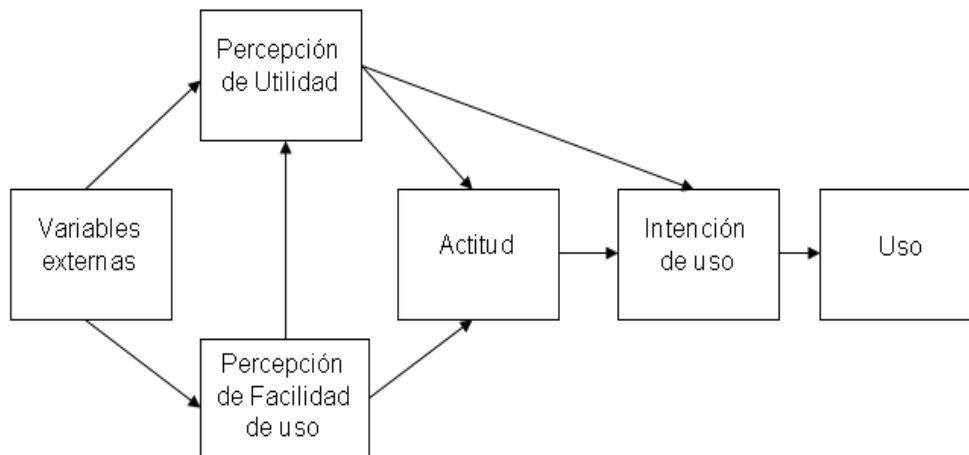 Percepción
de Utilidad
Variables
externas
Actitud
Intención
de uso
Uso
Percepción
de Facilidad
de uso